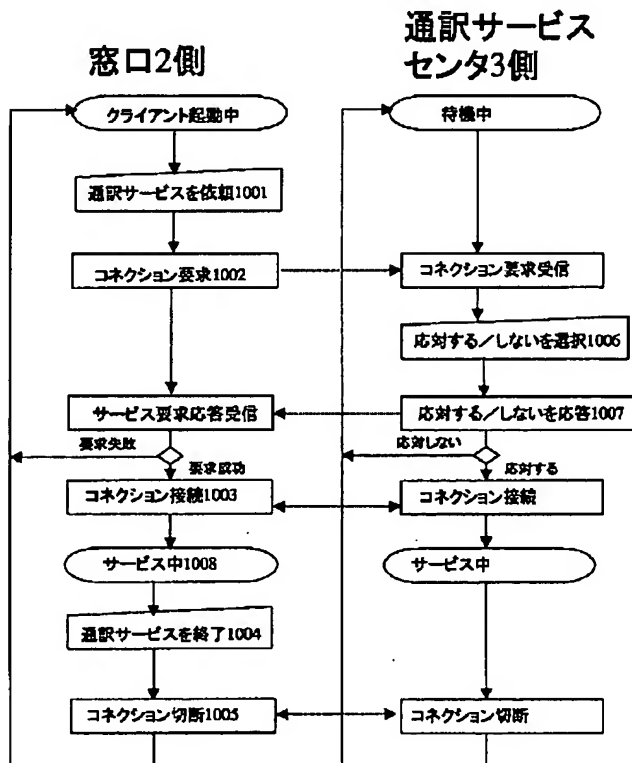 窓口2側
通訳サービス
センタ3側
クライアント起動中
待機中
通訳サービスを依頼1001
コネクション要求1002
コネクション要求受信
応対する/しないを選択1006
サービス要求応答受信
応対する/しないを応答1007
要求失敗
応対しない
要求成功
応対する
コネクション接続1003
コネクション接続
サービス中1008
サービス中
通訳サービスを終了1004
コネクション切断1005
コネクション切断